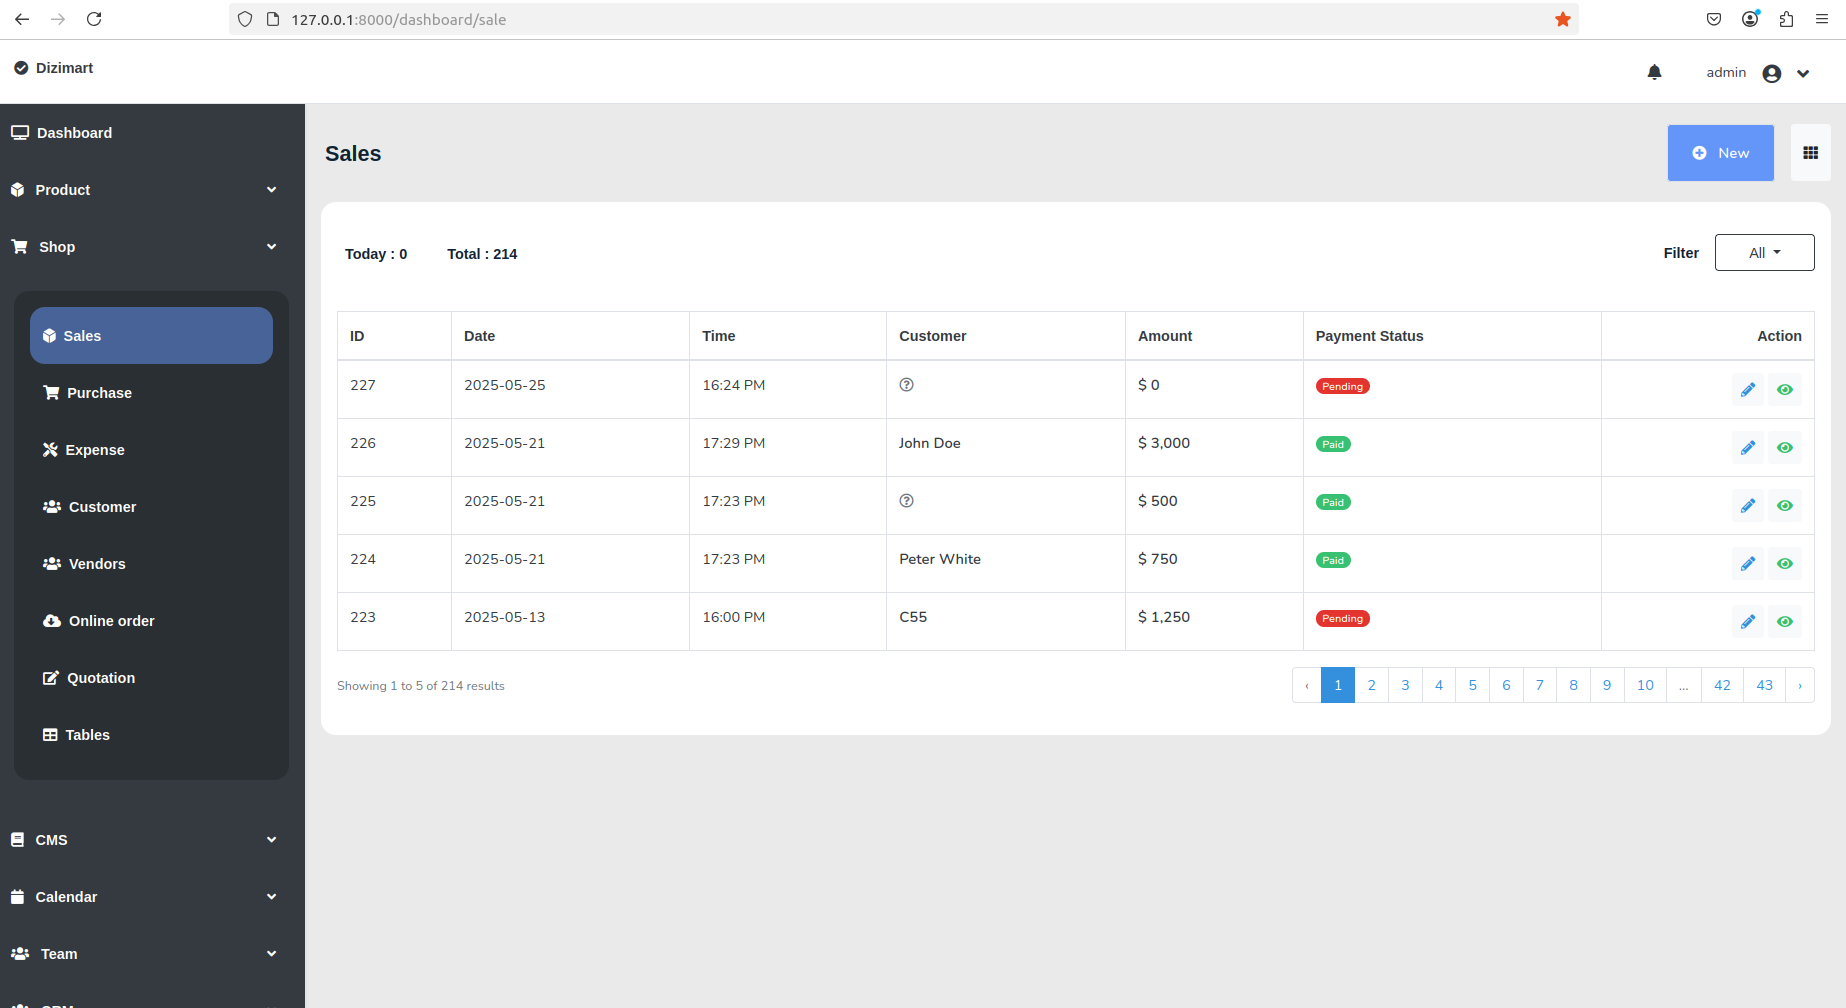 127.0.0.1:8000/dashboard/sale
Dizimart
admin
Dashboard
Product
Shop
Sales
Purchase
Expense
Customer
Vendors
Online order
Quotation
Tables
CMS
Calendar
Team
Sales
New
Today : 0 Total : 214
Filter All
ID Date Time Customer Amount Payment Status Action
227 2025-05-25 16:24 PM $ 0 Pending
226 2025-05-21 17:29 PM John Doe $ 3,000 Paid
225 2025-05-21 17:23 PM $ 500 Paid
224 2025-05-21 17:23 PM Peter White $ 750 Paid
223 2025-05-13 16:00 PM C55 $ 1,250 Pending
Showing 1 to 5 of 214 results
‹ 1 2 3 4 5 6 7 8 9 10 ... 42 43 ›